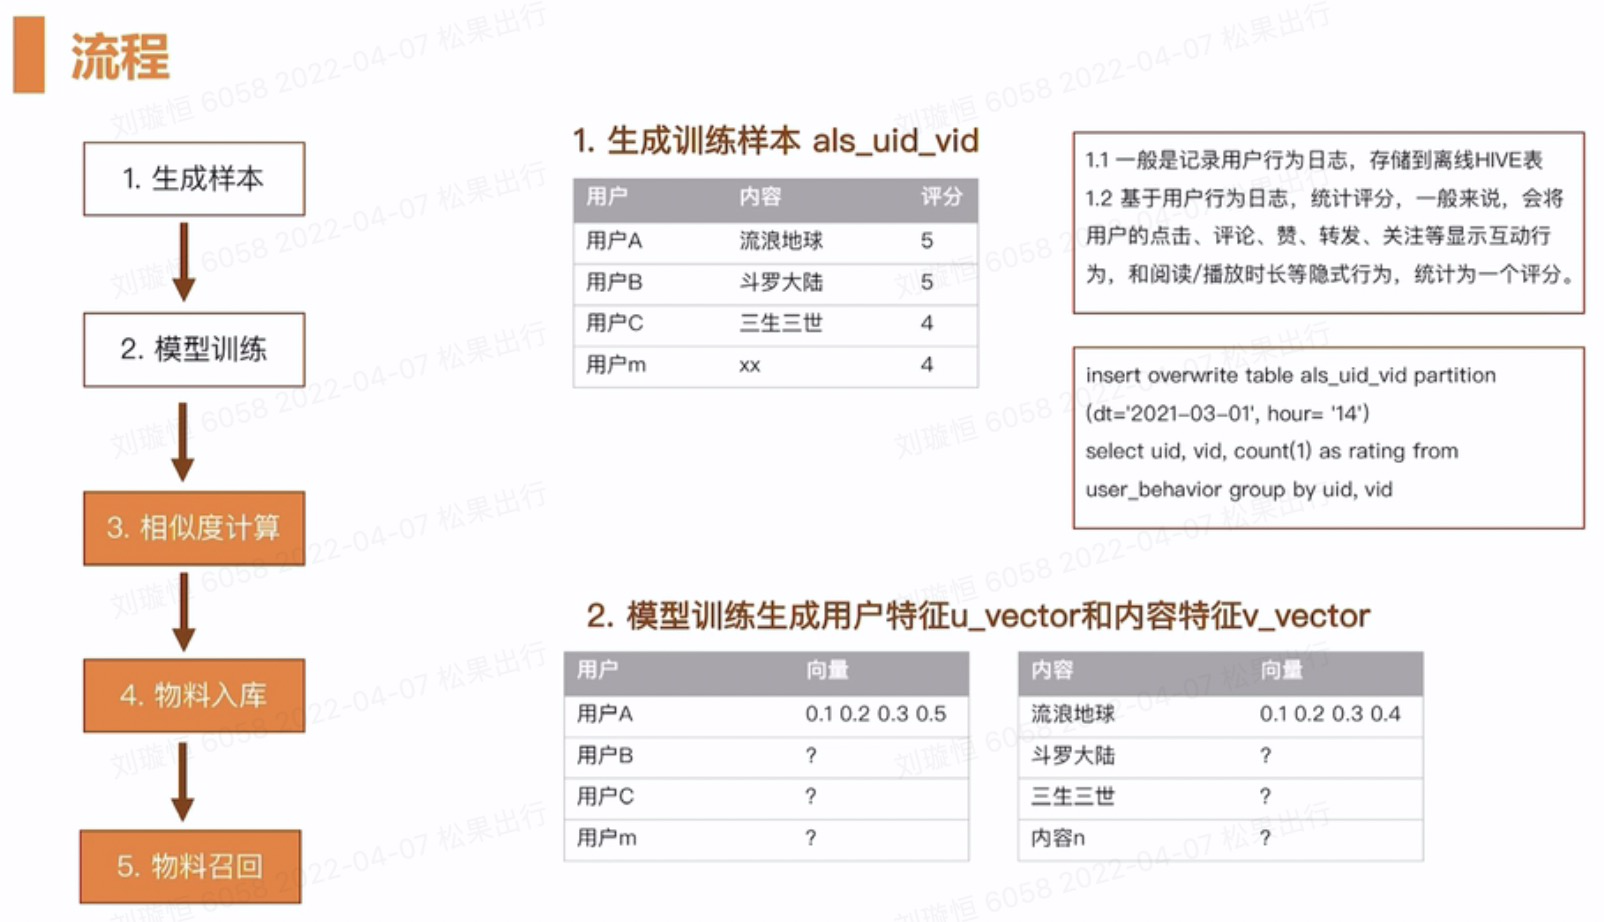 流程
1. 生成样本
2. 模型训练
3. 相似度计算
4. 物料入库
5. 物料召回
1. 生成训练样本 als_uid_vid
用户 内容 评分
用户A 流浪地球 5
用户B 斗罗大陆 5
用户C 三生三世 4
用户m xx 4
1.1 一般是记录用户行为日志，存储到离线HIVE表
1.2 基于用户行为日志，统计评分，一般来说，会将
用户的点击、评论、赞、转发、关注等显示互动行
为，和阅读/播放时长等隐式行为，统计为一个评分。
insert overwrite table als_uid_vid partition
(dt='2021-03-01', hour= '14')
select uid, vid, count(1) as rating from
user_behavior group by uid, vid
2. 模型训练生成用户特征u_vector和内容特征v_vector
用户 向量
用户A 0.1 0.2 0.3 0.5
用户B ?
用户C ?
用户m ?
内容 向量
流浪地球 0.1 0.2 0.3 0.4
斗罗大陆 ?
三生三世 ?
内容n ?
刘璇恒 6058 2022-04-07 松果出行